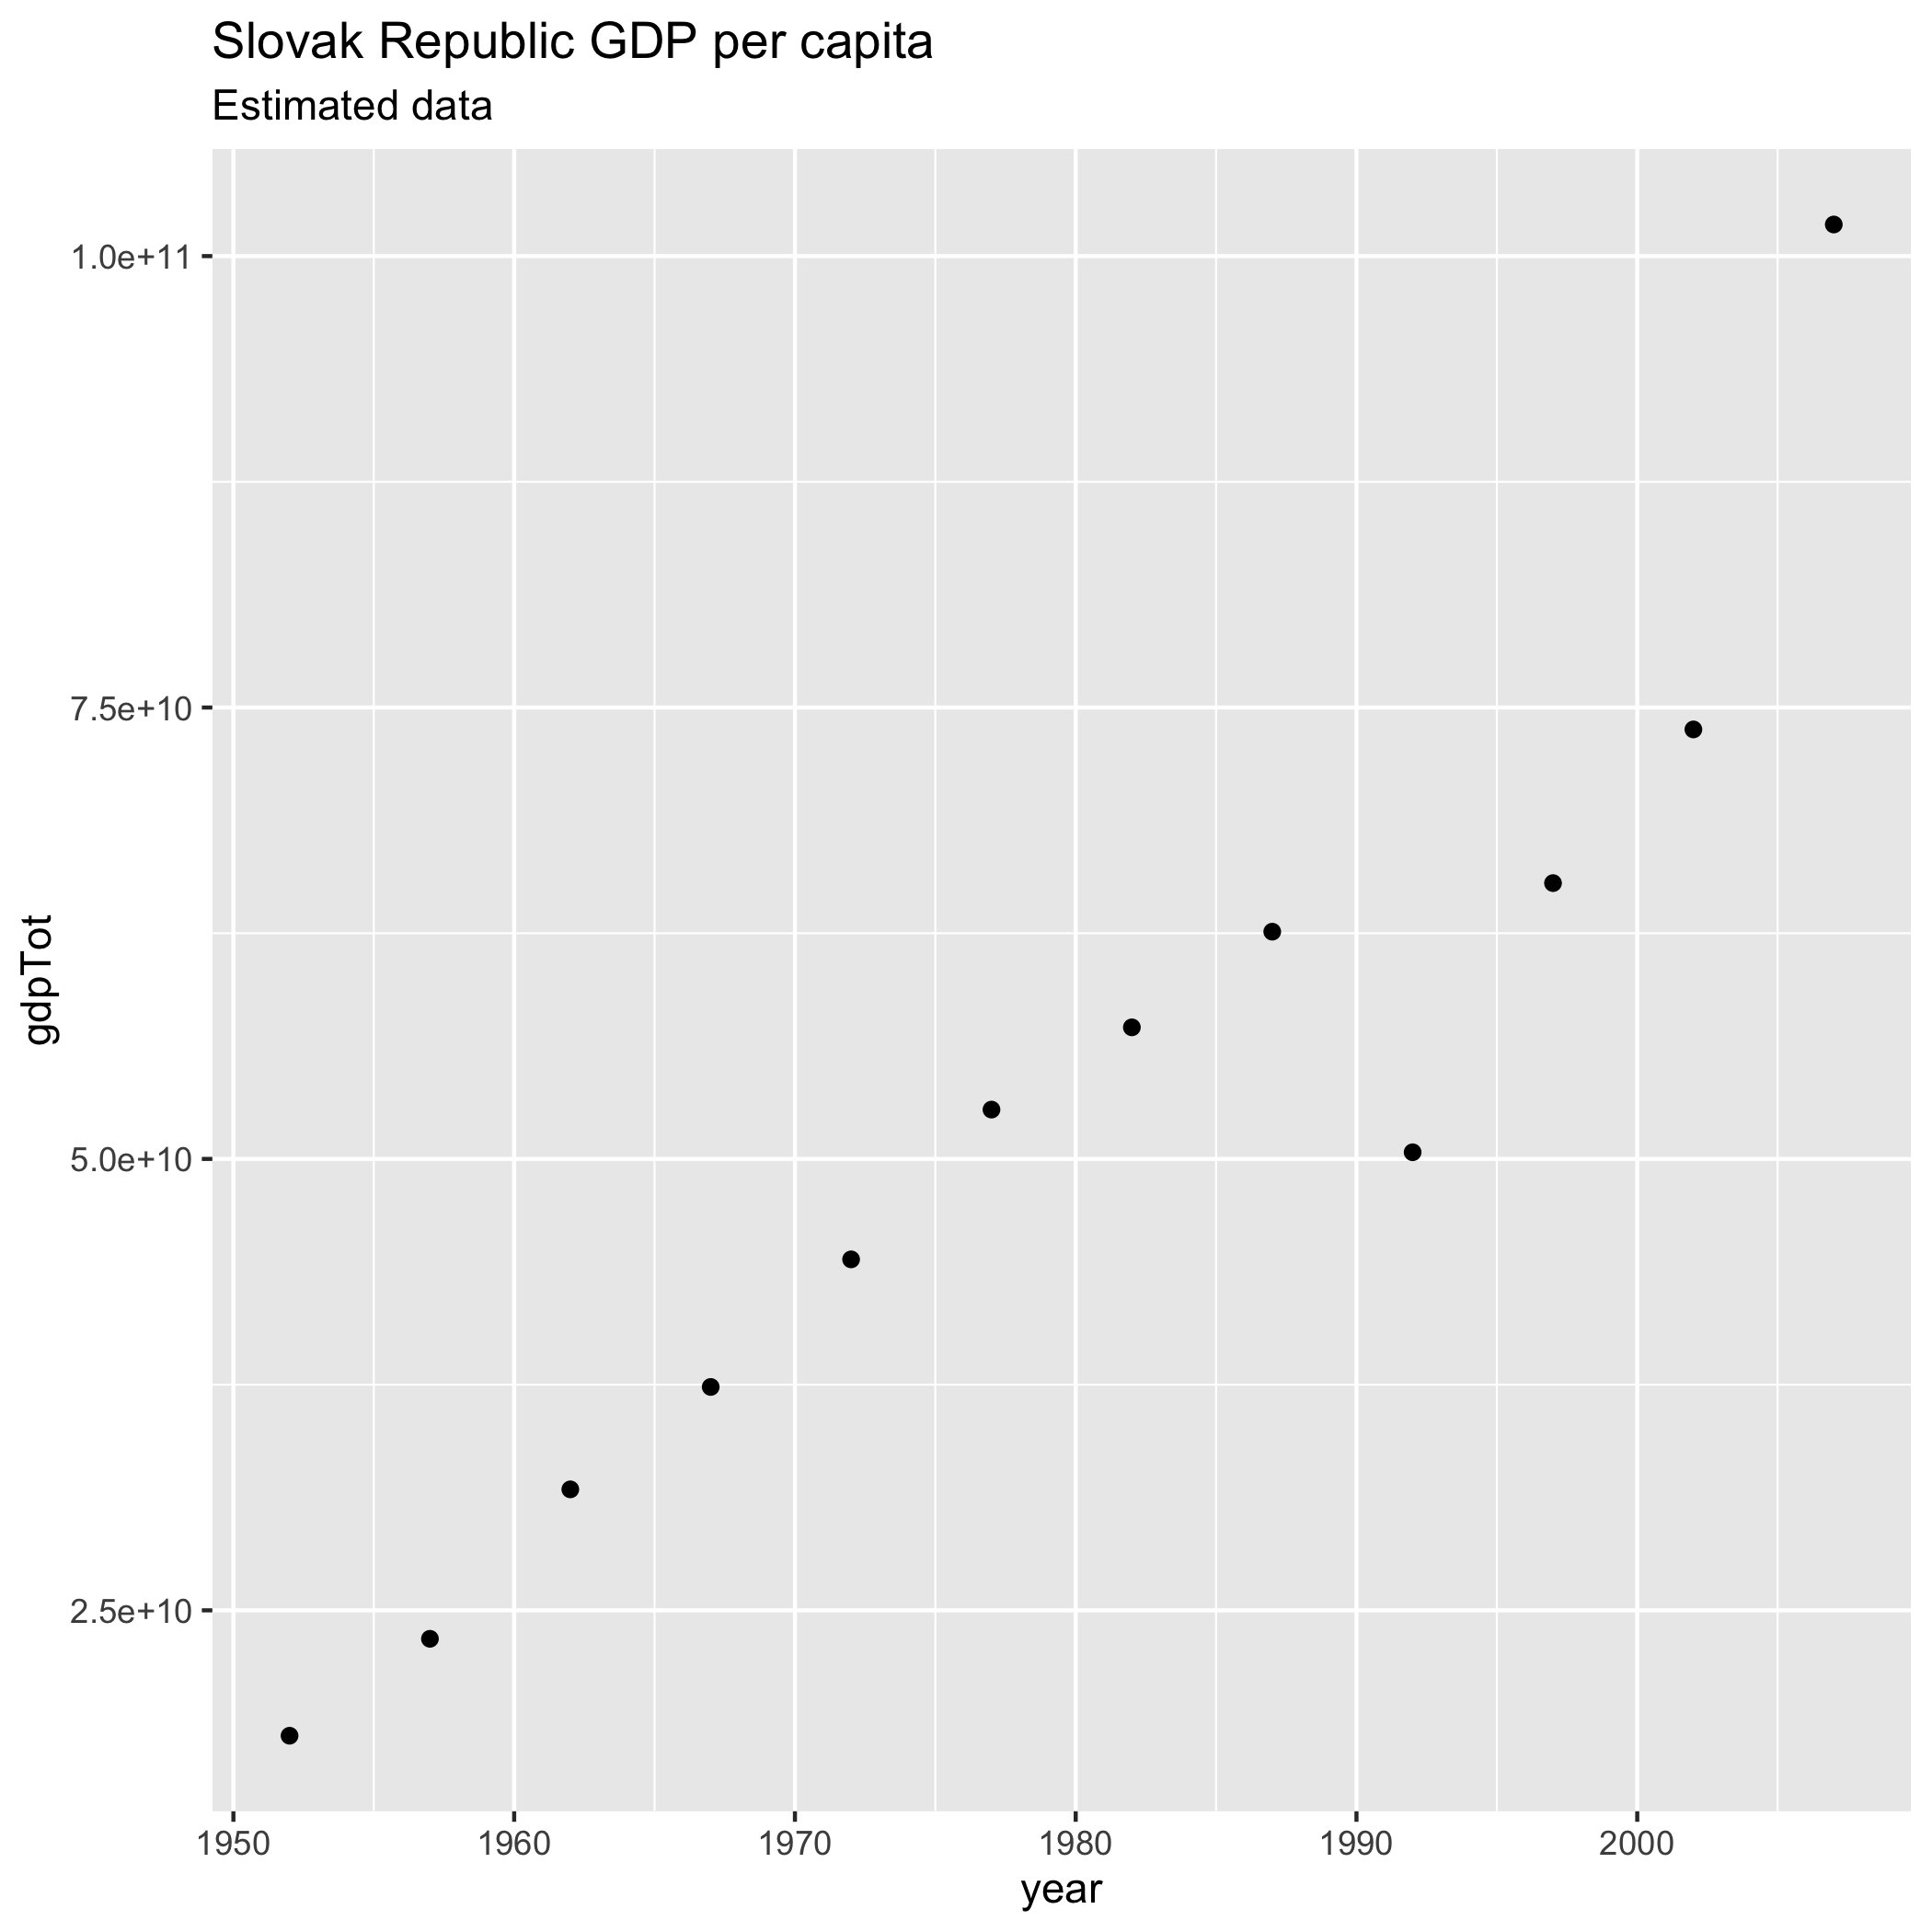 Slovak Republic GDP per capita
Estimated data
1.0e+11
7.5e+10
5.0e+10
2.5e+10
gdpTot
1950 1960 1970 1980 1990 2000
year